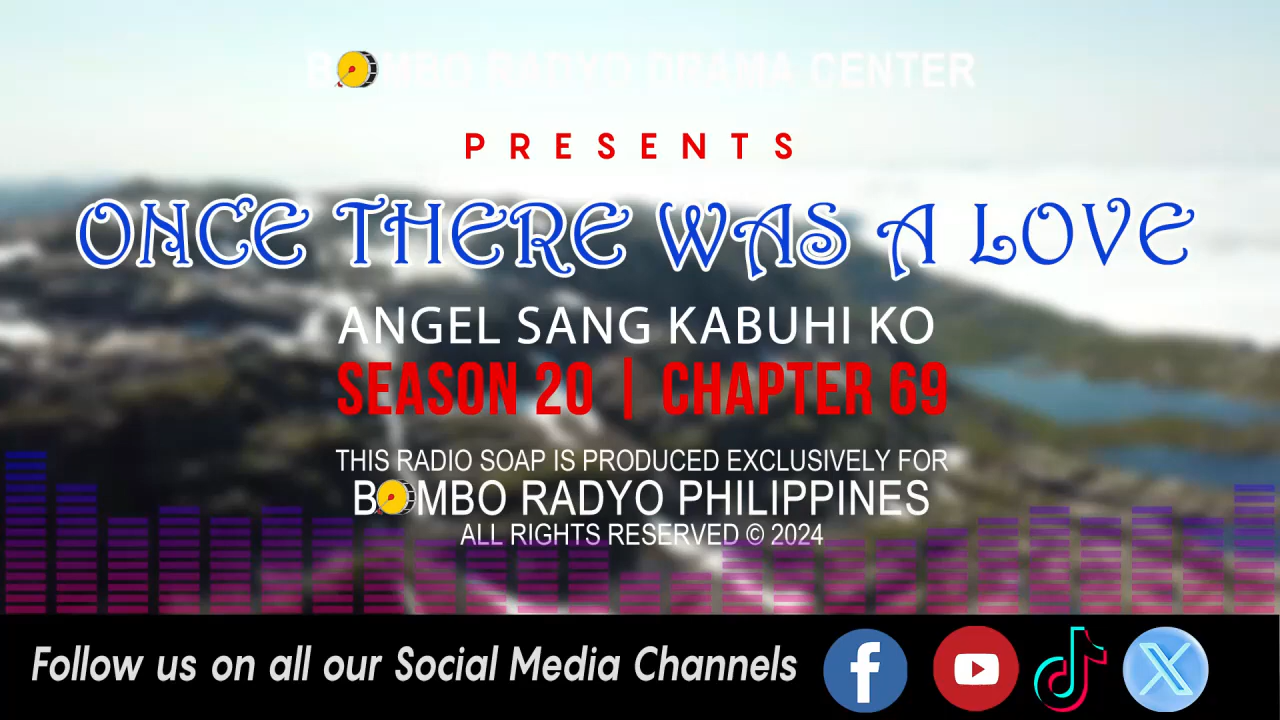 BOMBO RADYO DRAMA CENTER
PRESENTS
ONCE THERE WAS A LOVE
ANGEL SANG KABUHI KO
SEASON 20 | CHAPTER 69
THIS RADIO SOAP IS PRODUCED EXCLUSIVELY FOR
BOMBO RADYO PHILIPPINES
ALL RIGHTS RESERVED © 2024
Follow us on all our Social Media Channels